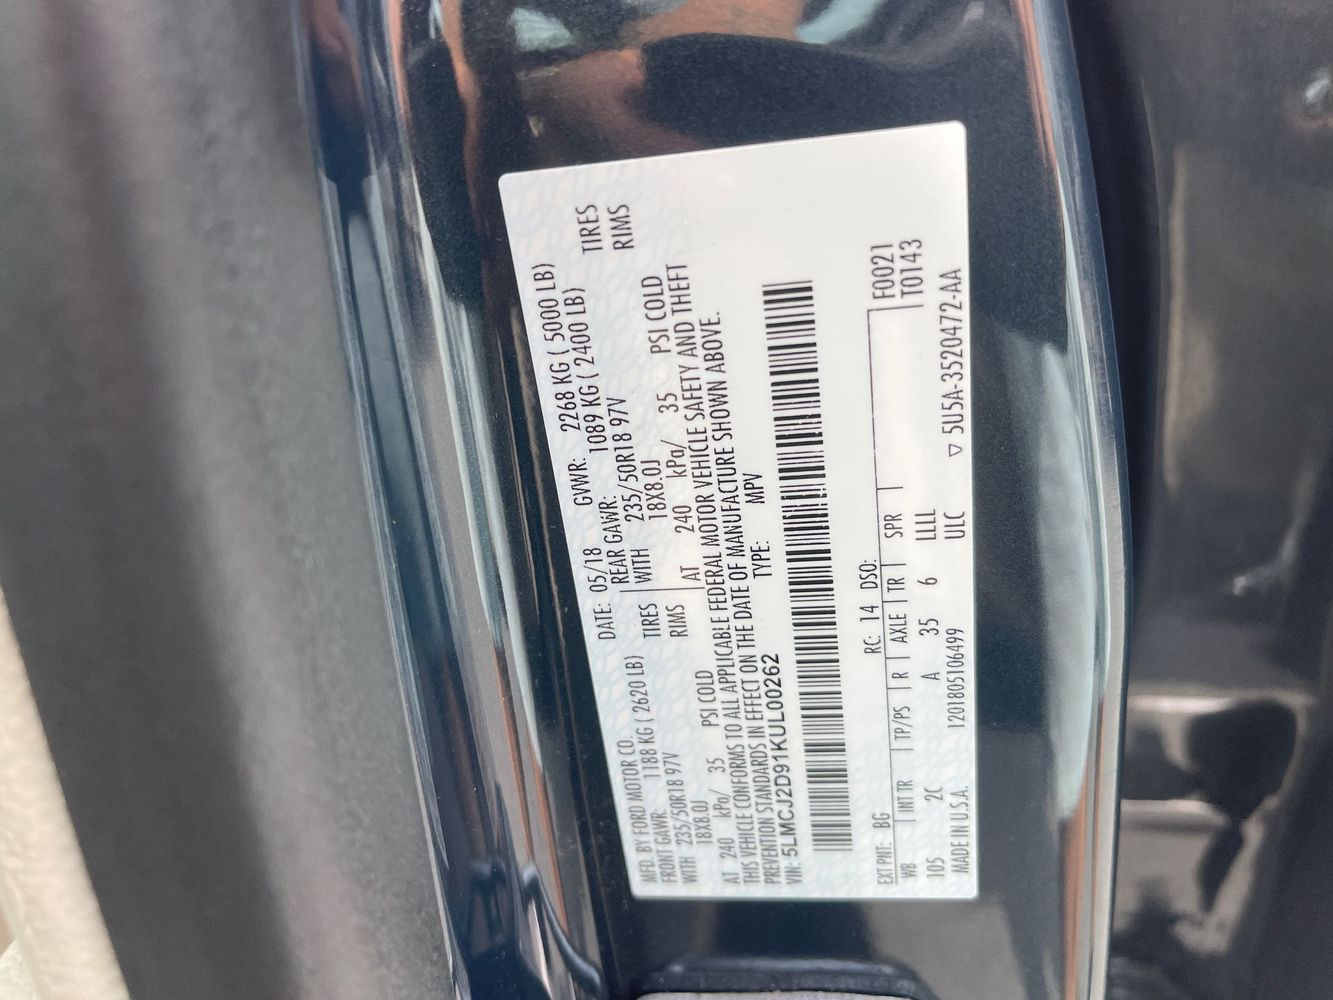 MFD. BY FORD MOTOR CO.
DATE: 05/18 GVWR: 2268 KG ( 5000 LB)
FRONT GAWR: 1188 KG ( 2620 LB) REAR GAWR: 1089 KG ( 2400 LB)
WITH 235/50R18 97V TIRES WITH 235/50R18 97V TIRES
18X8.0J RIMS 18X8.0J RIMS
AT 240 kPa/ 35 PSI COLD AT 240 kPa/ 35 PSI COLD
THIS VEHICLE CONFORMS TO ALL APPLICABLE FEDERAL MOTOR VEHICLE SAFETY AND THEFT
PREVENTION STANDARDS IN EFFECT ON THE DATE OF MANUFACTURE SHOWN ABOVE.
VIN: 5LMCJ2D91KUL00262 TYPE: MPV
F0021
T0143
EXT PNT: BG RC: 14 DSO:
WB INT TR TP/PS R AXLE TR SPR
105 2C A 35 6 LLLL
MADE IN U.S.A. 1201805106499 ULC ▽ 5U5A-3520472-AA